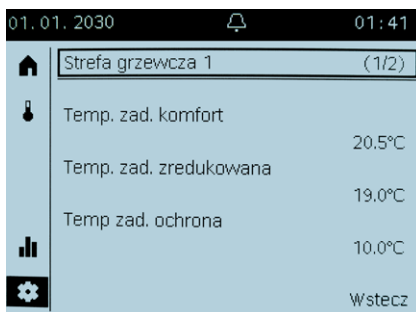 01.01.2030 01:41
Strefa grzewcza 1 (1/2)
Temp. zad. komfort
20.5°C
Temp. zad. zredukowana
19.0°C
Temp zad. ochrona
10.0°C
Wstecz